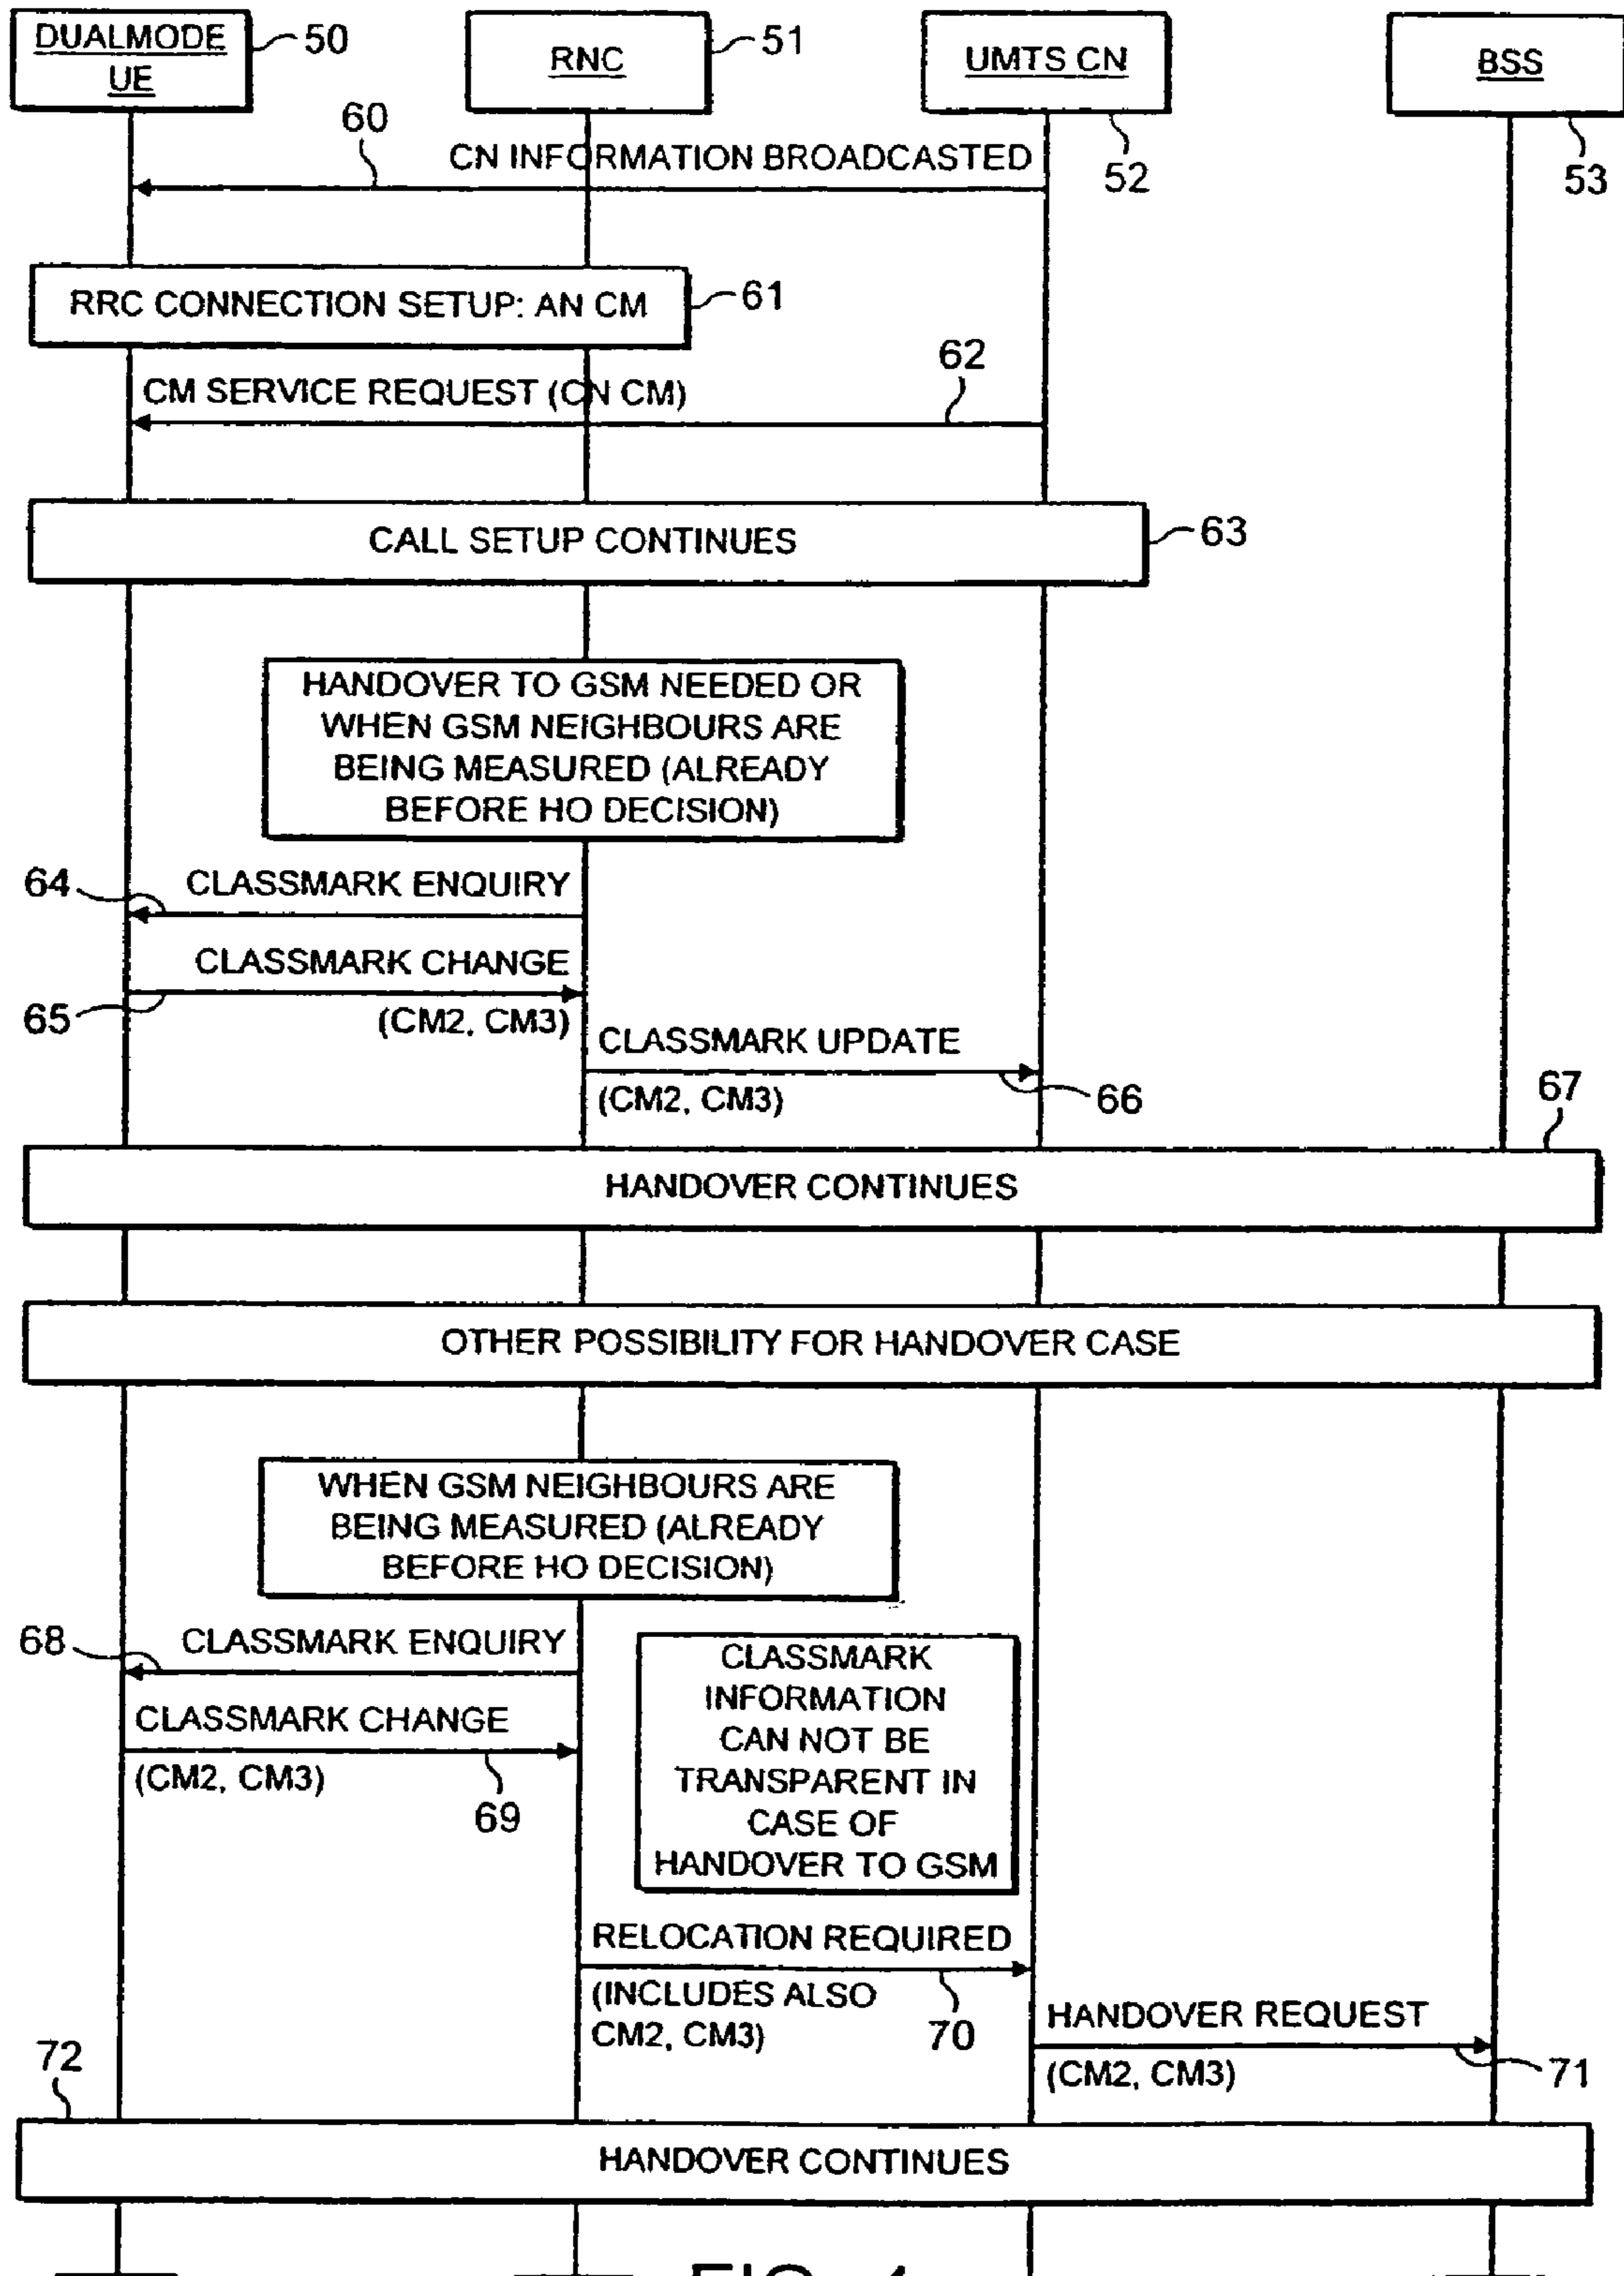 DUALMODE
UE
50
RNC
51
UMTS CN
52
BSS
53
60
CN INFORMATION BROADCASTED
RRC CONNECTION SETUP: AN CM
61
62
CM SERVICE REQUEST (CN CM)
CALL SETUP CONTINUES
63
HANDOVER TO GSM NEEDED OR
WHEN GSM NEIGHBOURS ARE
BEING MEASURED (ALREADY
BEFORE HO DECISION)
64
CLASSMARK ENQUIRY
CLASSMARK CHANGE
65
(CM2, CM3)
CLASSMARK UPDATE
(CM2, CM3)
66
67
HANDOVER CONTINUES
OTHER POSSIBILITY FOR HANDOVER CASE
WHEN GSM NEIGHBOURS ARE
BEING MEASURED (ALREADY
BEFORE HO DECISION)
68
CLASSMARK ENQUIRY
CLASSMARK CHANGE
(CM2, CM3)
69
CLASSMARK
INFORMATION
CAN NOT BE
TRANSPARENT IN
CASE OF
HANDOVER TO GSM
RELOCATION REQUIRED
(INCLUDES ALSO
CM2, CM3)
70
HANDOVER REQUEST
(CM2, CM3)
71
72
HANDOVER CONTINUES